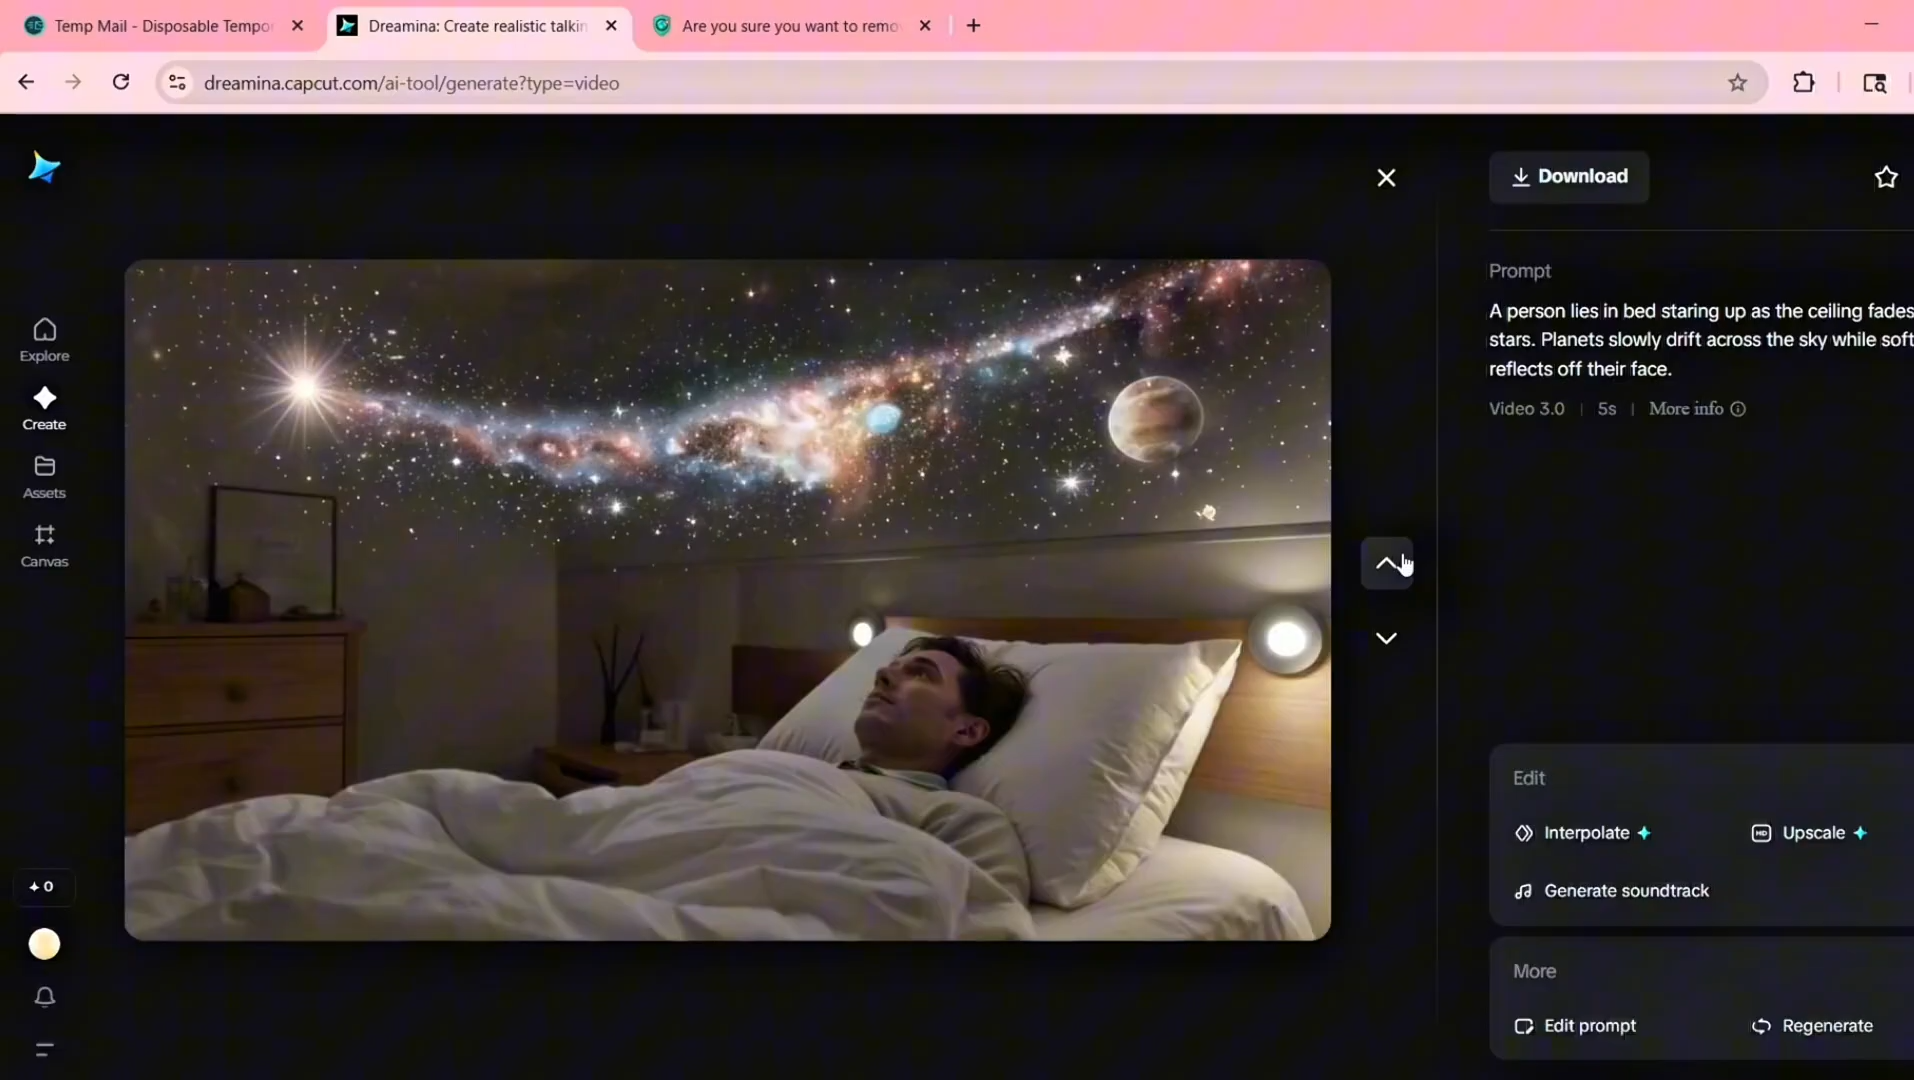 Temp Mail - Disposable Tempo
Dreamina: Create realistic talkin
Are you sure you want to remo
dreamina.capcut.com/ai-tool/generate?type=video
Download
Explore
Create
Assets
Canvas
0
Prompt
A person lies in bed staring up as the ceiling fades
stars. Planets slowly drift across the sky while soft
reflects off their face.
Video 3.0 | 5s | More info
Edit
Interpolate
HD Upscale
Generate soundtrack
More
Edit prompt
Regenerate